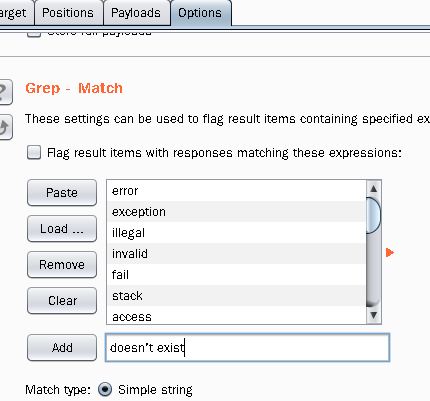 arget Positions Payloads Options
Store full payloads
Grep - Match
These settings can be used to flag result items containing specified ex
Flag result items with responses matching these expressions:
Paste
Load ...
Remove
Clear
error
exception
illegal
invalid
fail
stack
access
Add
doesn't exist
Match type: Simple string